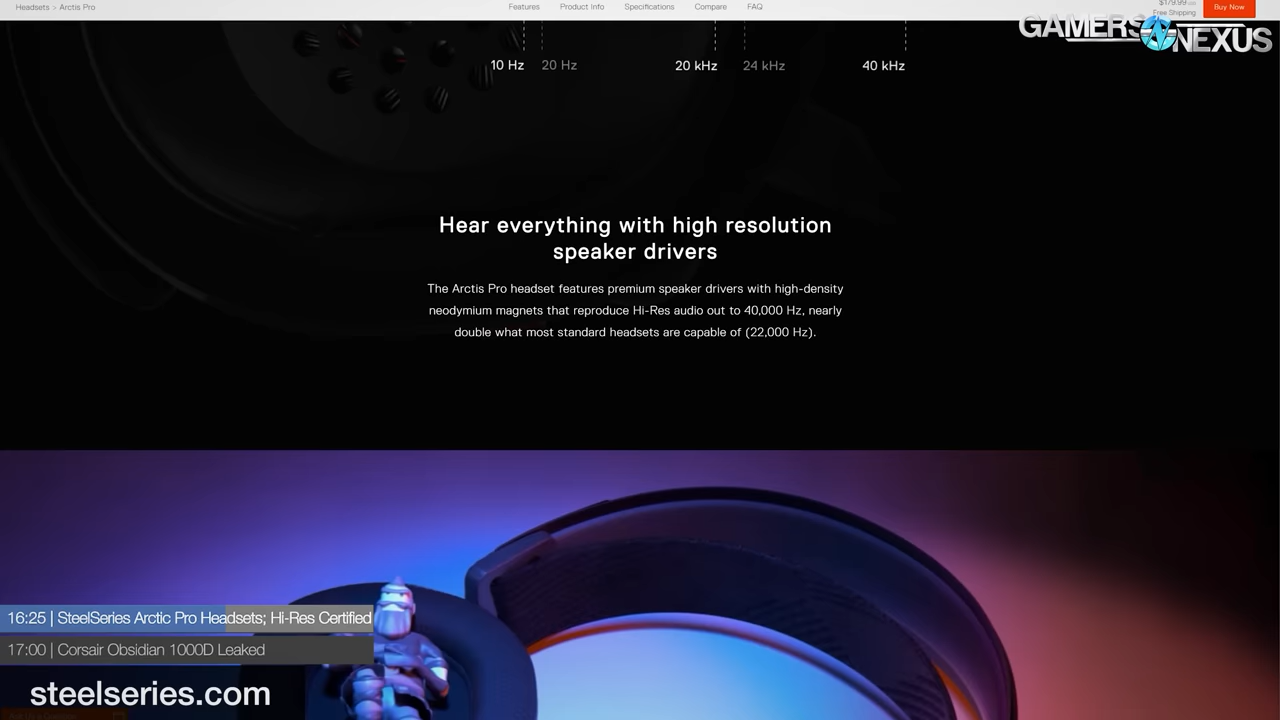 Headsets > Arctis Pro
Features
Product Info
Specifications
Compare
FAQ
$179.99 USD
Free Shipping
Buy Now
GAMERS NEXUS
10 Hz
20 Hz
20 kHz
24 kHz
40 kHz
Hear everything with high resolution
speaker drivers
The Arctis Pro headset features premium speaker drivers with high-density
neodymium magnets that reproduce Hi-Res audio out to 40,000 Hz, nearly
double what most standard headsets are capable of (22,000 Hz).
16:25 | SteelSeries Arctic Pro Headsets; Hi-Res Certified
17:00 | Corsair Obsidian 1000D Leaked
steelseries.com